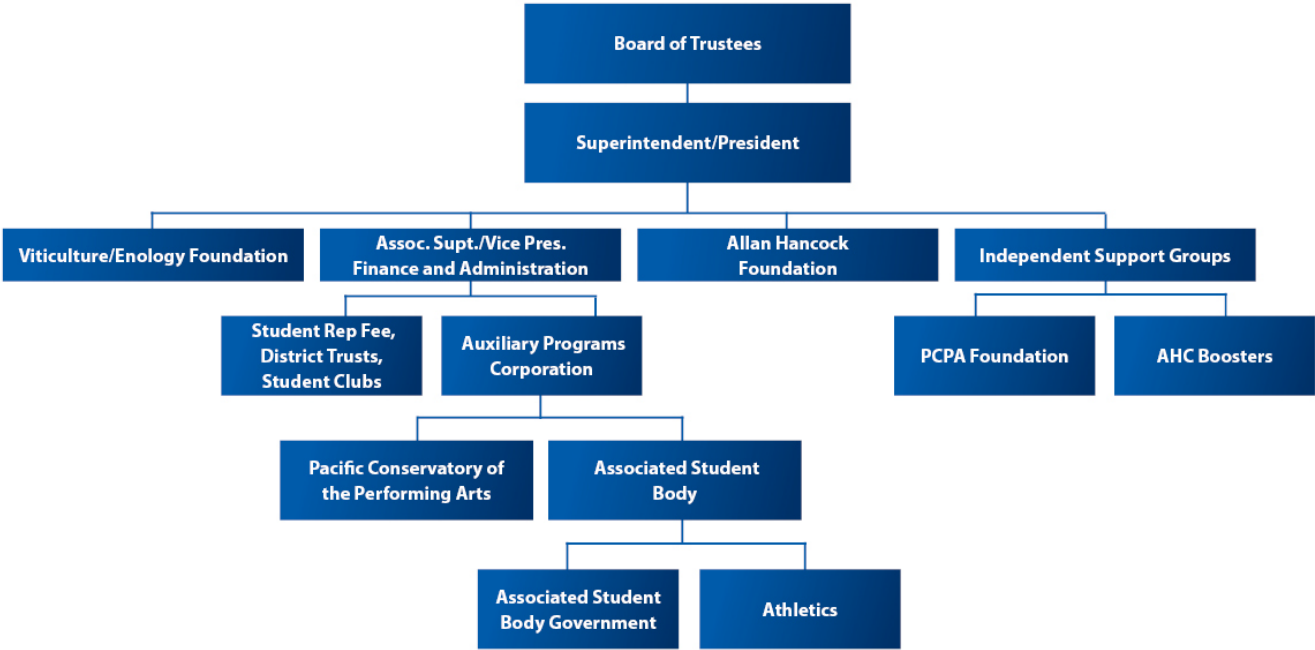 Board of Trustees
Superintendent/President
Viticulture/Enology Foundation
Assoc. Supt./Vice Pres.
Finance and Administration
Allan Hancock
Foundation
Independent Support Groups
Student Rep Fee,
District Trusts,
Student Clubs
Auxiliary Programs
Corporation
PCPA Foundation
AHC Boosters
Pacific Conservatory of
the Performing Arts
Associated Student
Body
Associated Student
Body Government
Athletics